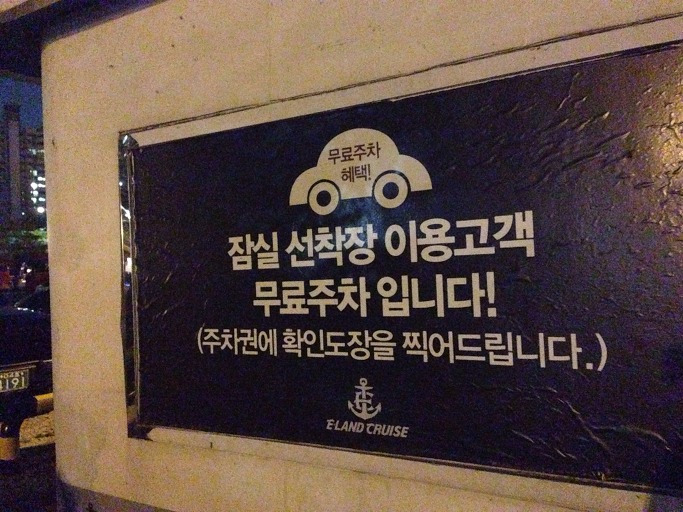 무료주차
혜택!
잠실 선착장 이용고객
무료주차 입니다!
(주차권에 확인도장을 찍어드립니다.)
E·LAND CRUISE